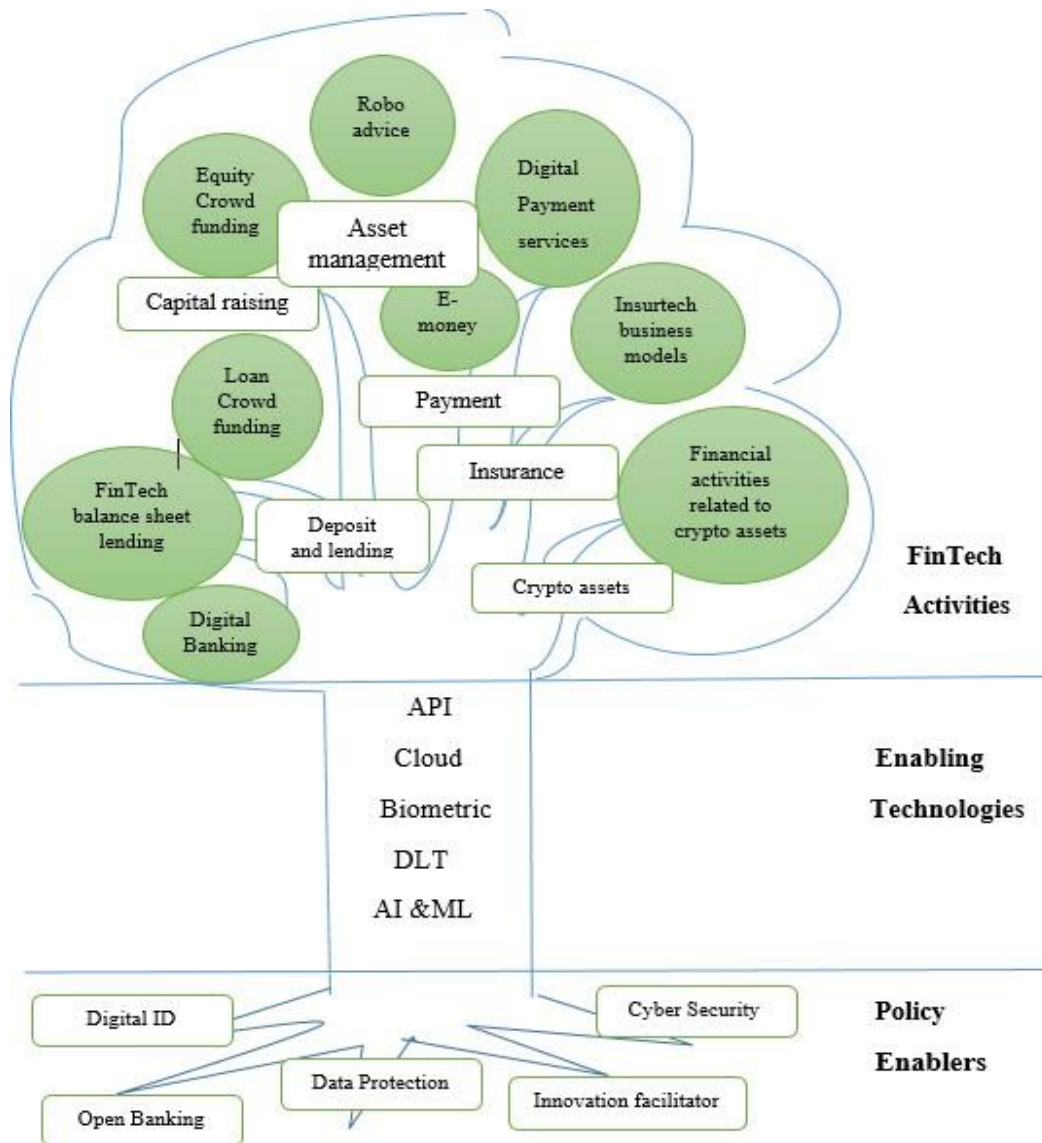 Robo
advice
Equity
Crowd
funding
Digital
Payment
services
Asset
management
Capital raising
E-
money
Insurtech
business
models
Loan
Crowd
funding
Payment
Insurance
Financial
activities
related to
crypto assets
FinTech
balance sheet
lending
Deposit
and lending
Crypto assets
FinTech
Activities
Digital
Banking
API
Cloud
Biometric
DLT
AI &ML
Enabling
Technologies
Digital ID
Cyber Security
Policy
Enablers
Data Protection
Open Banking
Innovation facilitator